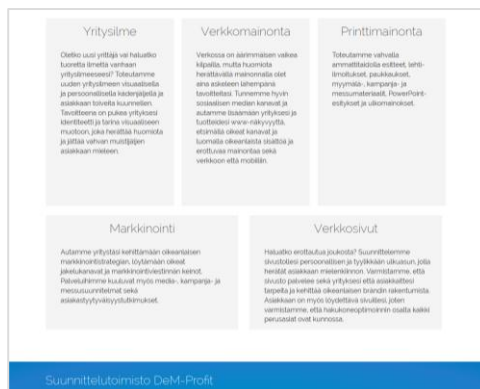 Yritysilme
Oletko uusi yrittäjä vai haluatko
tuoretta ilmettä vanhaan
yritysilmeeseesi? Toteutamme
uuden yritysilmeen visuaalisella
ja persoonallisella kädenjäljellä ja
asiakkaan toiveita kuunnellen.
Tavoitteena on pukea yrityksesi
identiteetti ja tarina visuaaliseen
muotoon, joka herättää huomiota
ja jättää vahvan muistijäljen
asiakkaan mieleen.
Verkkomainonta
Verkossa on äärimmäisen vaikea
kilpailla, mutta huomiota
herättävällä mainonnalla olet
aina askeleen lähempänä
tavoitteitasi. Tunnemme hyvin
sosiaalisen median kanavat ja
autamme lisäämään yrityksesi ja
tuotteidesi www-näkyvyyttä,
etsimällä oikeat kanavat ja
luomalla oikeanlaista sisältöä ja
erottuvaa mainontaa sekä
verkkoon että mobiiliin.
Printtimainonta
Toteutamme vahvalla
ammattitaidolla esitteet, lehti-
ilmoitukset, pakkaukset,
myymälä-, kampanja- ja
messumateriaalit, PowerPoint-
esitykset ja ulkomainokset.
Markkinointi
Autamme yritystäsi kehittämään oikeanlaisen
markkinointistrategian, löytämään oikeat
jakelukanavat ja markkinointiviestinnän keinot.
Palveluihimme kuuluvat myös media-, kampanja- ja
messusuunnitelmat sekä
asiakastyytyväisyystutkimukset.
Verkkosivut
Haluatko erottautua joukosta? Suunnittelemme
sivustollesi persoonallisen ja tyylikkään ulkoasun, jolla
herätät asiakkaan mielenkiinnon. Varmistamme, että
sivusto palvelee sekä yrityksesi että asiakkaittesi
tarpeita ja kehittää oikeanlaisen brändin rakentumista.
Asiakkaan on myös löydettävä sivuillesi, joten
varmistamme, että hakukoneoptimoinnin osalta kaikki
perusasiat ovat kunnossa.
Suunnittelutoimisto DeM-Profit